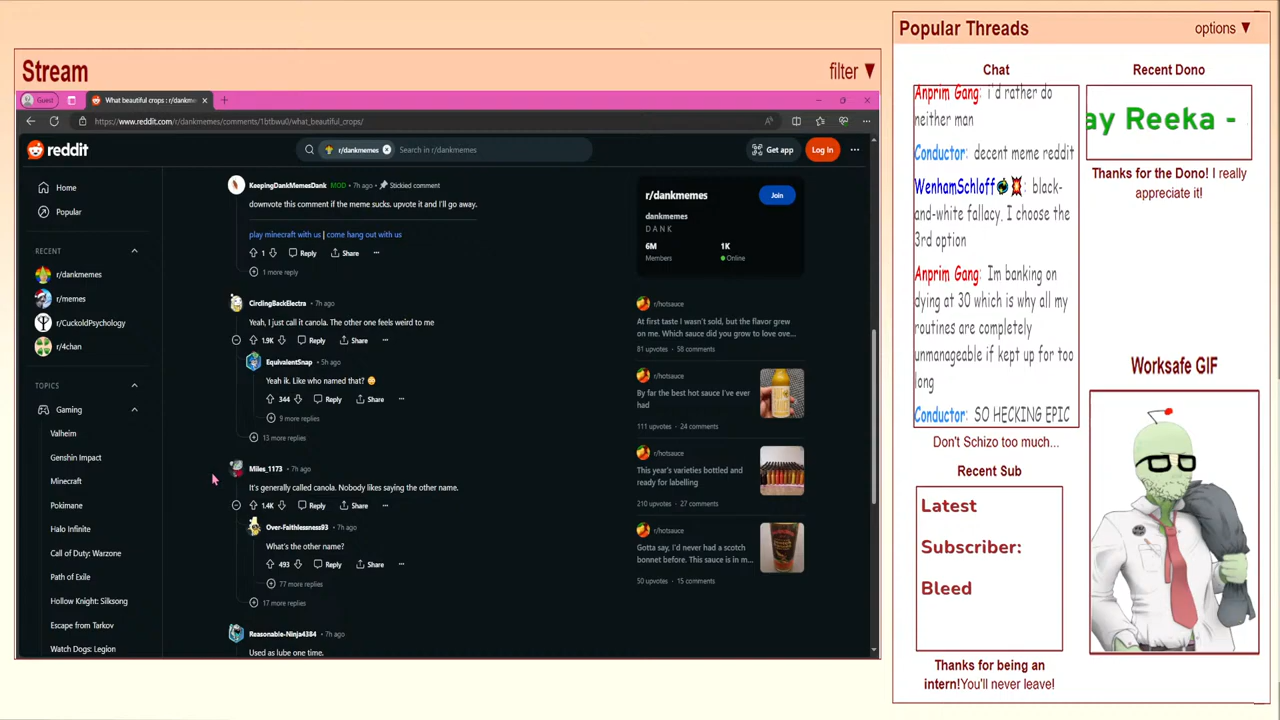 Stream
filter ▼
Guest
What beautiful crops : r/dankme
https://www.reddit.com/r/dankmemes/comments/1btbwu0/what_beautiful_crops/
reddit
r/dankmemes
Search in r/dankmemes
Get app
Log In
Home
Popular
RECENT
r/dankmemes
r/memes
r/CuckoldPsychology
r/4chan
TOPICS
Gaming
Valheim
Genshin Impact
Minecraft
Pokimane
Halo Infinite
Call of Duty: Warzone
Path of Exile
Hollow Knight: Silksong
Escape from Tarkov
Watch Dogs: Legion
KeepingDankMemesDank MOD • 7h ago • Stickied comment
downvote this comment if the meme sucks. upvote it and I'll go away.
play minecraft with us | come hang out with us
1 Reply Share
1 more reply
CirclingBackElectra • 7h ago
Yeah, I just call it canola. The other one feels weird to me
1.9K Reply Share
EquivalentSnap • 5h ago
Yeah ik. Like who named that? 😳
344 Reply Share
9 more replies
13 more replies
Miles_1173 • 7h ago
It's generally called canola. Nobody likes saying the other name.
1.4K Reply Share
Over-Faithlessness93 • 7h ago
What's the other name?
493 Reply Share
77 more replies
17 more replies
Reasonable-Ninja4384 • 7h ago
Used as lube one time.
r/dankmemes
Join
dankmemes
D A N K
6M 1K
Members Online
r/hotsauce
At first taste I wasn't sold, but the flavor grew
on me. Which sauce did you grow to love ove...
81 upvotes • 58 comments
r/hotsauce
By far the best hot sauce I've ever
had
111 upvotes • 24 comments
r/hotsauce
This year's varieties bottled and
ready for labelling
210 upvotes • 27 comments
r/hotsauce
Gotta say, I'd never had a scotch
bonnet before. This sauce is in m...
50 upvotes • 15 comments
Popular Threads
options ▼
Chat
Anprim Gang: i'd rather do
neither man
Conductor: decent meme reddit
WenhamSchloff: black-
and-white fallacy, I choose the
3rd option
Anprim Gang: Im banking on
dying at 30 which is why all my
routines are completely
unmanageable if kept up for too
long
Conductor: SO HECKING EPIC
Don't Schizo too much...
Recent Sub
Latest
Subscriber:
Bleed
Thanks for being an
intern!You'll never leave!
Recent Dono
ay Reeka -
Thanks for the Dono! I really
appreciate it!
Worksafe GIF